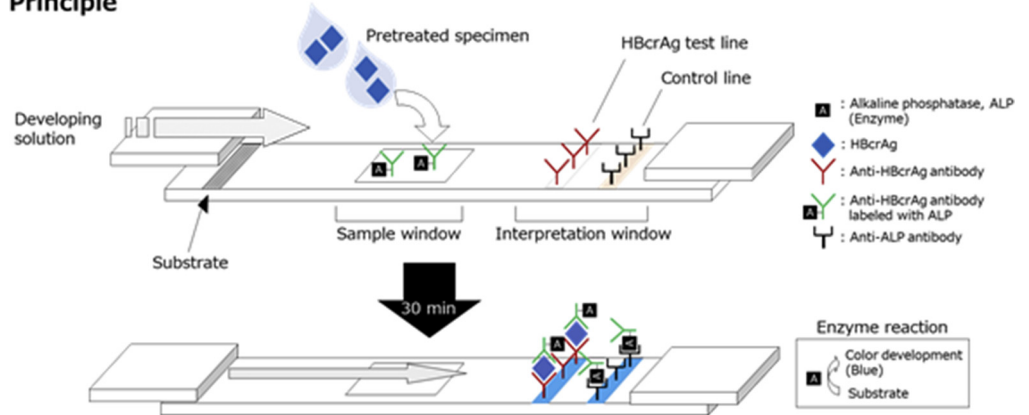 Principle
Pretreated specimen
HBcrAg test line
Control line
Developing
solution
A
A
Sample window
Interpretation window
Substrate
A : Alkaline phosphatase, ALP
(Enzyme)
: HBcrAg
: Anti-HBcrAg antibody
A : Anti-HBcrAg antibody
labeled with ALP
: Anti-ALP antibody
30 min
A
A
A
A
Enzyme reaction
Color development
(Blue)
A
Substrate